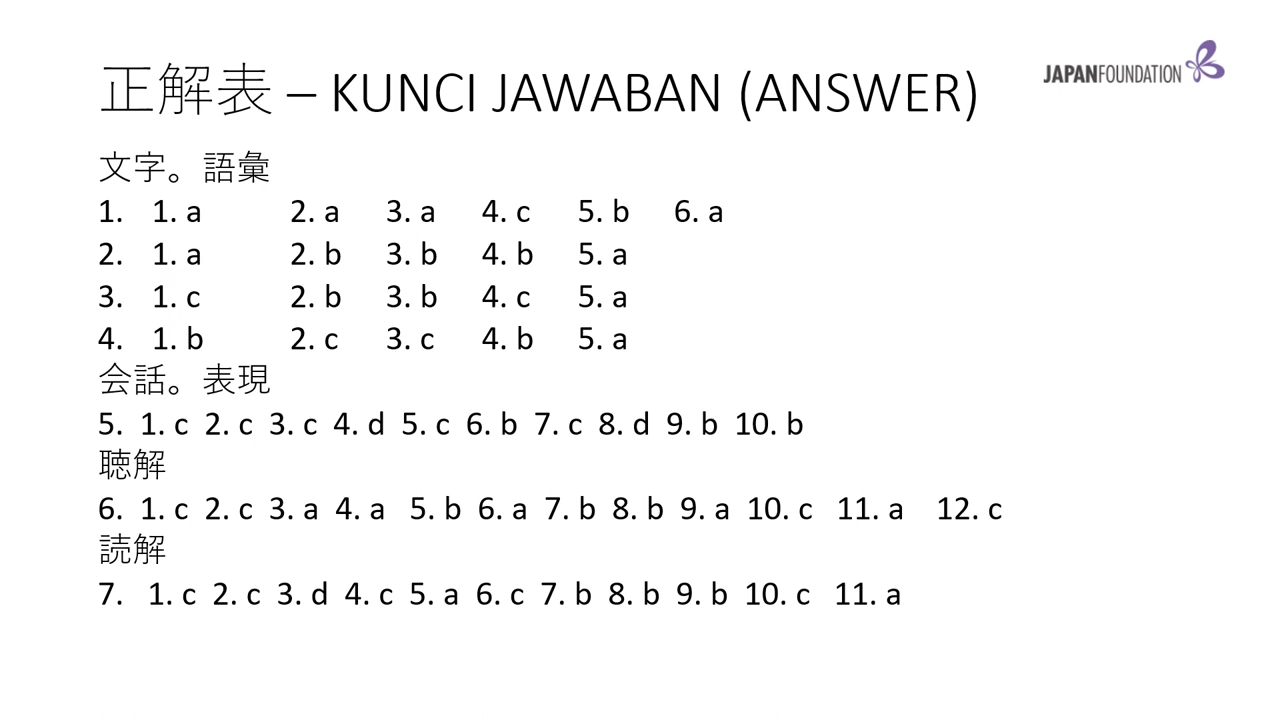 正解表 – KUNCI JAWABAN (ANSWER)
JAPANFOUNDATION
文字。語彙
1. 1. a 2. a 3. a 4. c 5. b 6. a
2. 1. a 2. b 3. b 4. b 5. a
3. 1. c 2. b 3. b 4. c 5. a
4. 1. b 2. c 3. c 4. b 5. a
会話。表現
5. 1. c 2. c 3. c 4. d 5. c 6. b 7. c 8. d 9. b 10. b
聴解
6. 1. c 2. c 3. a 4. a 5. b 6. a 7. b 8. b 9. a 10. c 11. a 12. c
読解
7. 1. c 2. c 3. d 4. c 5. a 6. c 7. b 8. b 9. b 10. c 11. a